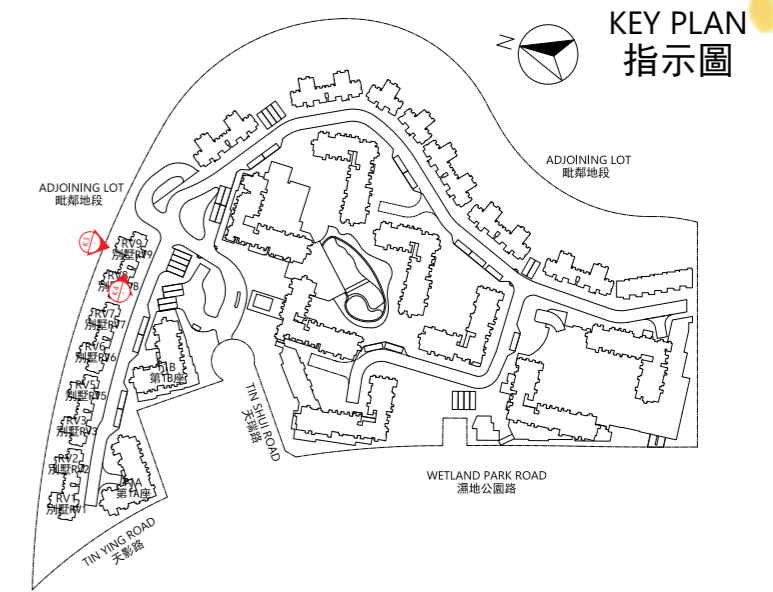 KEY PLAN
指示圖
N
ADJOINING LOT
毗鄰地段
ADJOINING LOT
毗鄰地段
RV9
別墅RV9
RV8
別墅RV8
RV7
別墅RV7
RV6
別墅RV6
RV5
別墅RV5
RV3
別墅RV3
RV2
別墅RV2
RV1
別墅RV1
第1B座
第1A座
TIN SHUI ROAD
天瑞路
WETLAND PARK ROAD
濕地公園路
TIN YING ROAD
天影路